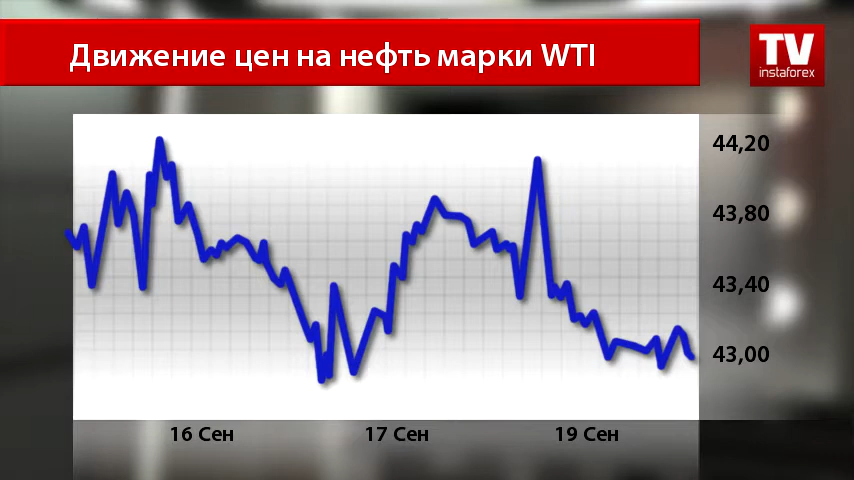 Движение цен на нефть марки WTI
TV
instaforex
44,20
43,80
43,40
43,00
16 Сен
17 Сен
19 Сен